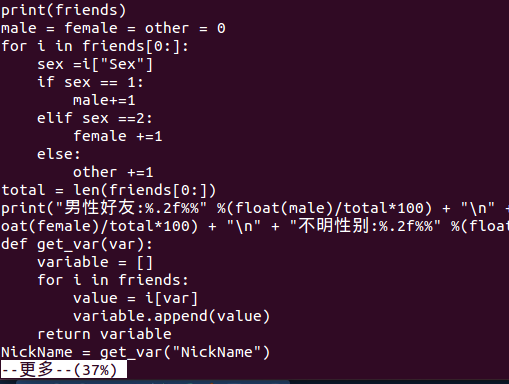 print(friends)
male = female = other = 0
for i in friends[0:]:
    sex =i["Sex"]
    if sex == 1:
        male+=1
    elif sex ==2:
        female +=1
    else:
        other +=1
total = len(friends[0:])
print("男性好友:%.2f%%" %(float(male)/total*100) + "\n" +
oat(female)/total*100) + "\n" + "不明性别:%.2f%%" %(float
def get_var(var):
    variable = []
    for i in friends:
        value = i[var]
        variable.append(value)
    return variable
NickName = get_var("NickName")
--更多--(37%)